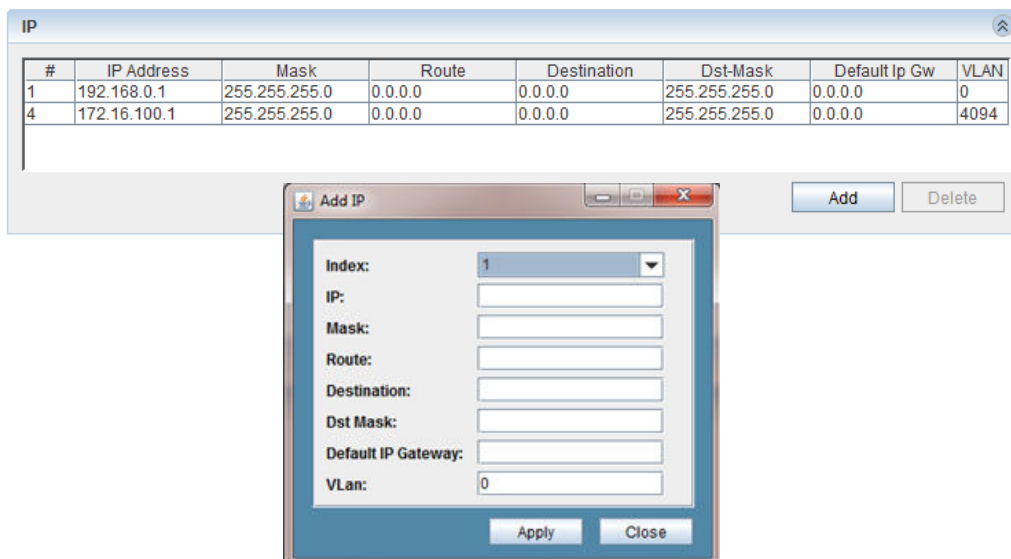 IP
# IP Address Mask Route Destination Dst-Mask Default Ip Gw VLAN
1 192.168.0.1 255.255.255.0 0.0.0.0 0.0.0.0 255.255.255.0 0.0.0.0 0
4 172.16.100.1 255.255.255.0 0.0.0.0 0.0.0.0 255.255.255.0 0.0.0.0 4094
Add Delete
Add IP
Index: 1
IP:
Mask:
Route:
Destination:
Dst Mask:
Default IP Gateway:
VLan: 0
Apply Close